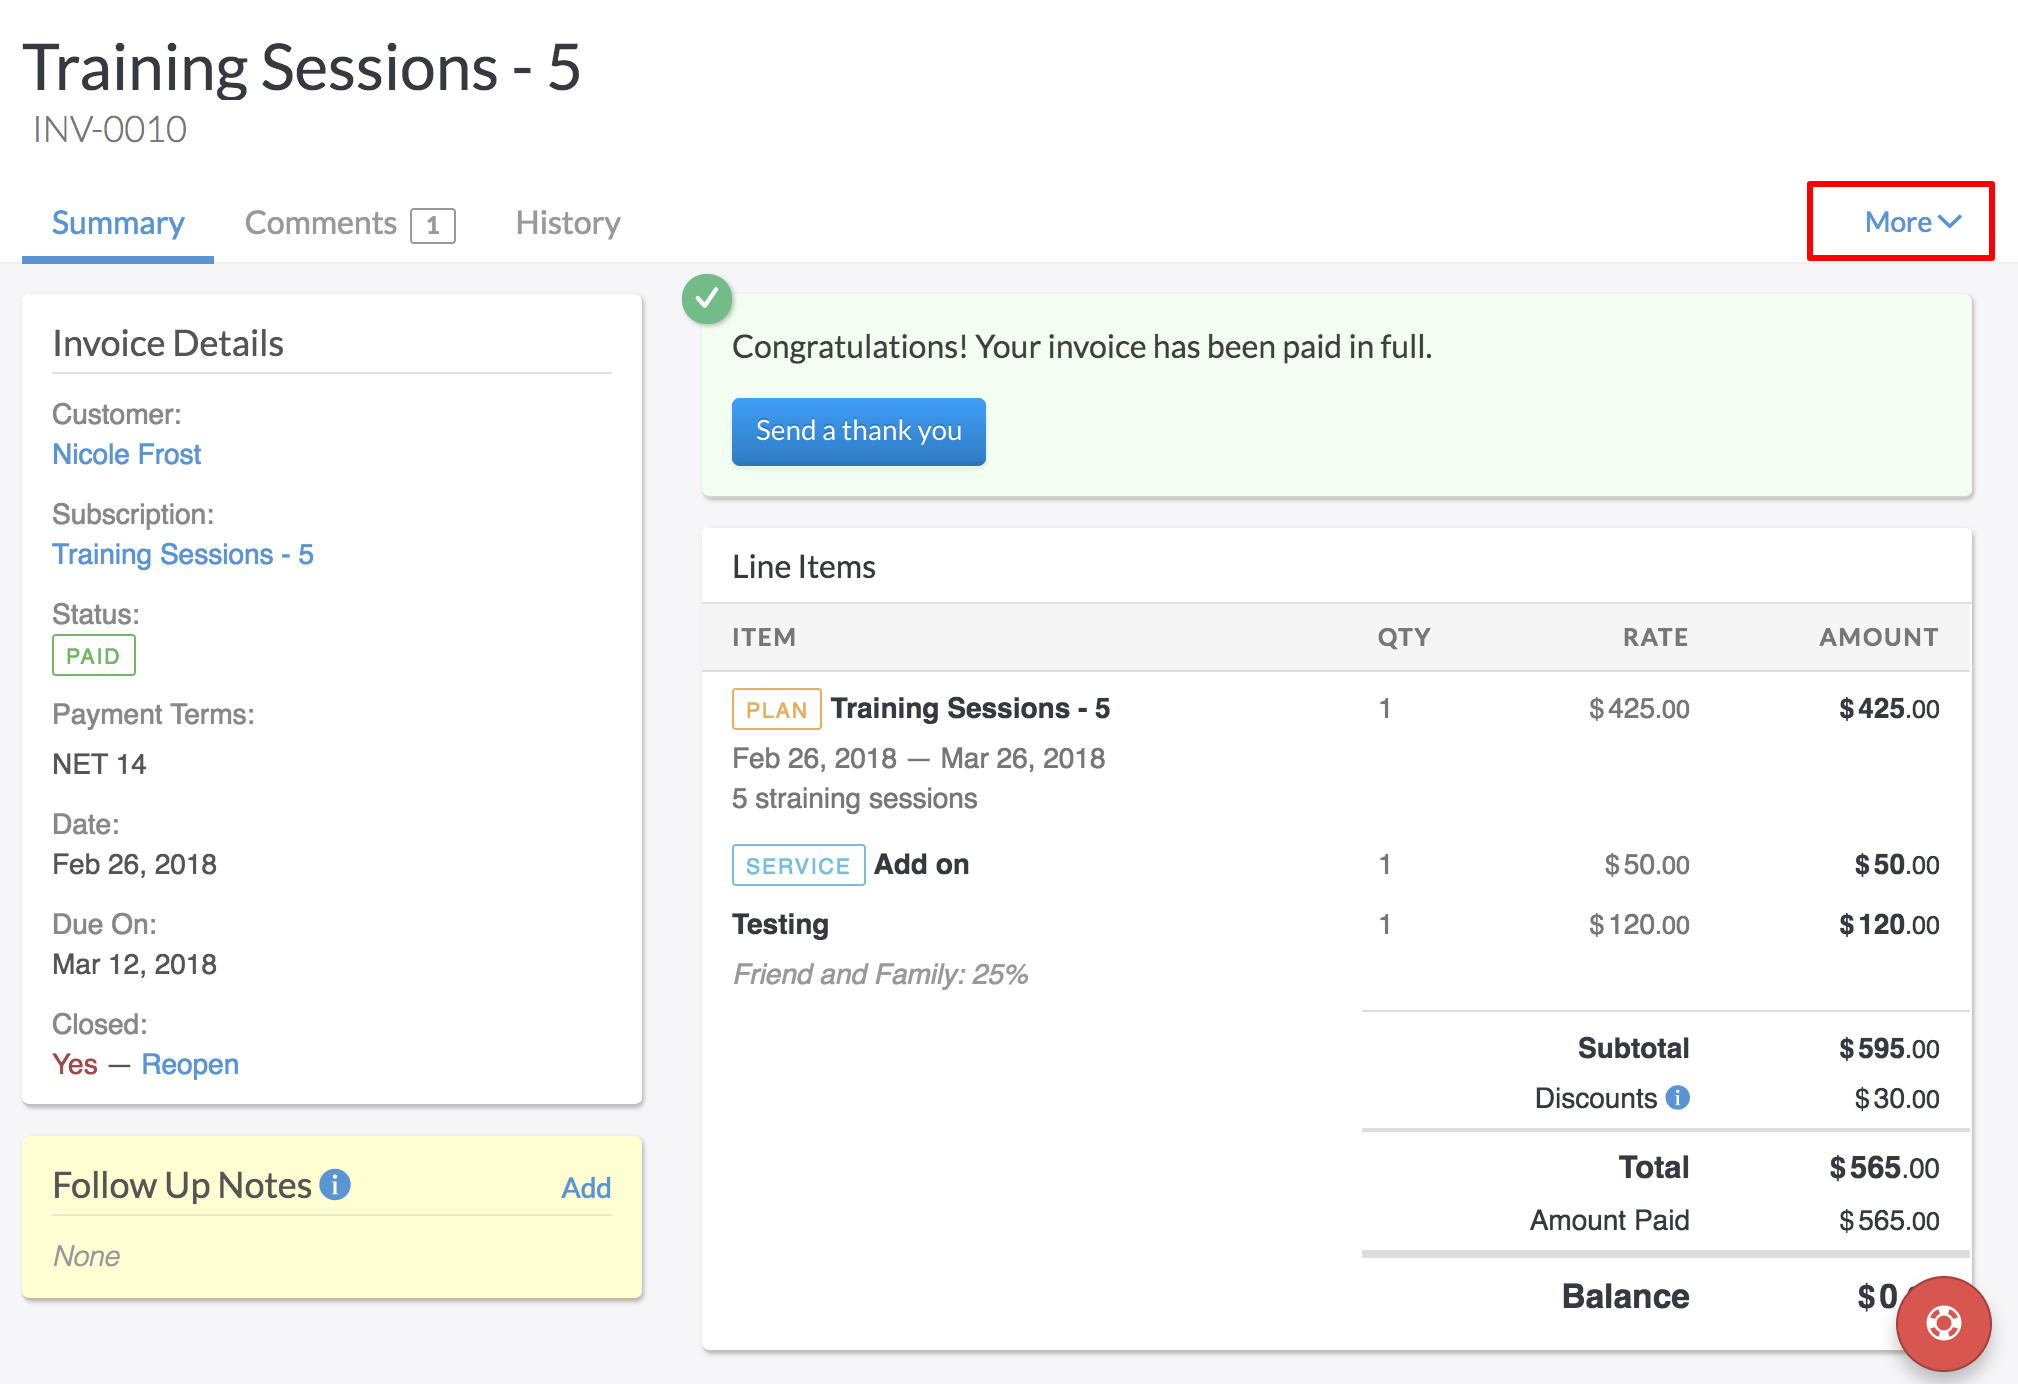 Training Sessions - 5
INV-0010
Summary
Comments 1
History
More
Invoice Details
Customer:
Nicole Frost
Subscription:
Training Sessions - 5
Status:
PAID
Payment Terms:
NET 14
Date:
Feb 26, 2018
Due On:
Mar 12, 2018
Closed:
Yes — Reopen
Follow Up Notes
Add
None
Congratulations! Your invoice has been paid in full.
Send a thank you
Line Items
ITEM QTY RATE AMOUNT
PLAN Training Sessions - 5 1 $425.00 $425.00
Feb 26, 2018 — Mar 26, 2018
5 straining sessions
SERVICE Add on 1 $50.00 $50.00
Testing 1 $120.00 $120.00
Friend and Family: 25%
Subtotal $595.00
Discounts $30.00
Total $565.00
Amount Paid $565.00
Balance $0